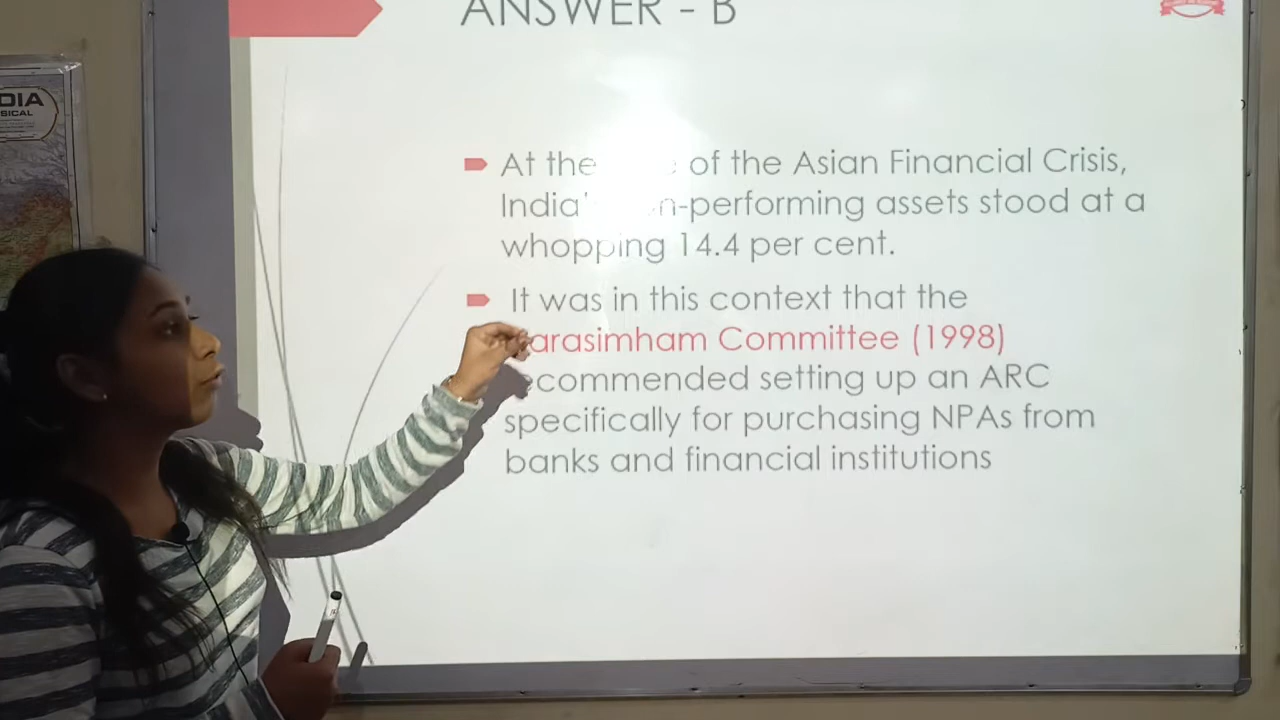 ANSWER - B
DIA
SICAL
At the of the Asian Financial Crisis,
India' n-performing assets stood at a
whopping 14.4 per cent.
It was in this context that the
arasimham Committee (1998)
ecommended setting up an ARC
specifically for purchasing NPAs from
banks and financial institutions